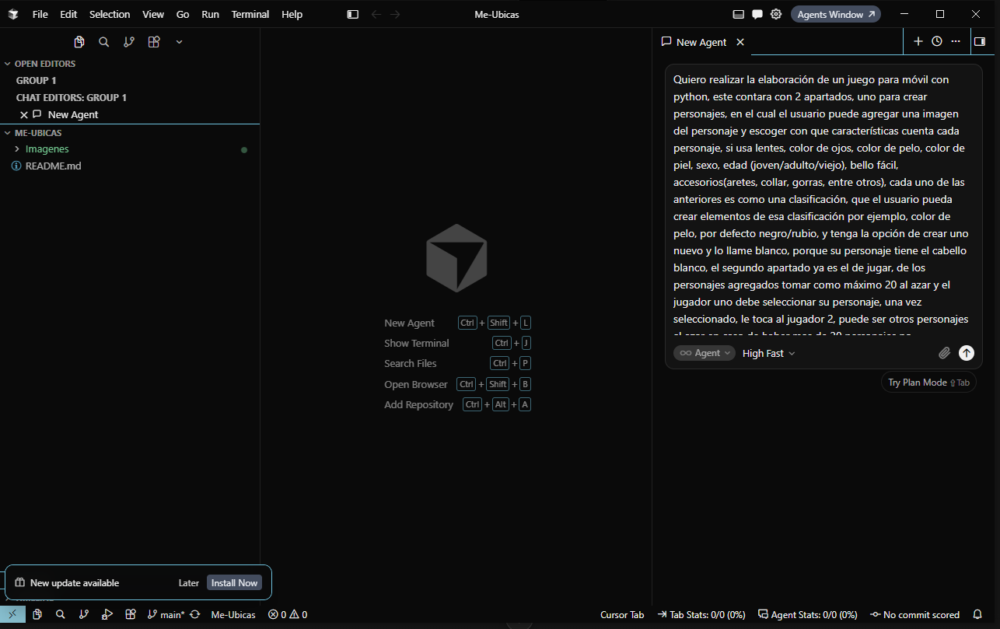 File Edit Selection View Go Run Terminal Help
Me-Ubicas
Agents Window
OPEN EDITORS
GROUP 1
CHAT EDITORS: GROUP 1
New Agent
ME-UBICAS
Imagenes
README.md
New Agent Ctrl + Shift + L
Show Terminal Ctrl + J
Search Files Ctrl + P
Open Browser Ctrl + Shift + B
Add Repository Ctrl + Alt + A
New Agent
Quiero realizar la elaboración de un juego para móvil con
python, este contara con 2 apartados, uno para crear
personajes, en el cual el usuario puede agregar una imagen
del personaje y escoger con que características cuenta cada
personaje, si usa lentes, color de ojos, color de pelo, color de
piel, sexo, edad (joven/adulto/viejo), bello fácil,
accesorios(aretes, collar, gorras, entre otros), cada uno de las
anteriores es como una clasificación, que el usuario pueda
crear elementos de esa clasificación por ejemplo, color de
pelo, por defecto negro/rubio, y tenga la opción de crear uno
nuevo y lo llame blanco, porque su personaje tiene el cabello
blanco, el segundo apartado ya es el de jugar, de los
personajes agregados tomar como máximo 20 al azar y el
jugador uno debe seleccionar su personaje, una vez
seleccionado, le toca al jugador 2, puede ser otros personajes
Agent High Fast
Try Plan Mode ⇧Tab
New update available Later Install Now
main* Me-Ubicas 0 0 Cursor Tab Tab Stats: 0/0 (0%) Agent Stats: 0/0 (0%) No commit scored